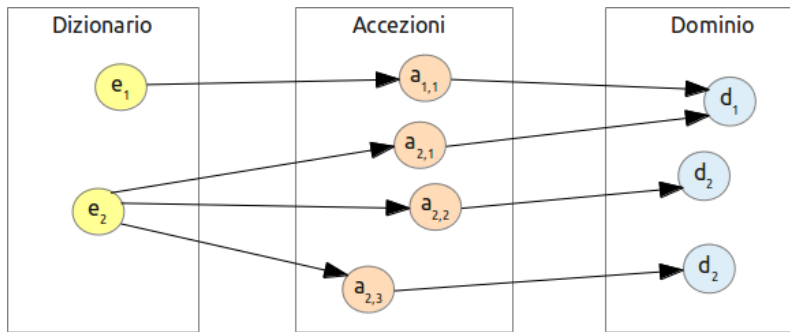 Dizionario Accezioni Dominio
e1 a1,1 d1
a2,1
e2 a2,2 d2
a2,3 d2